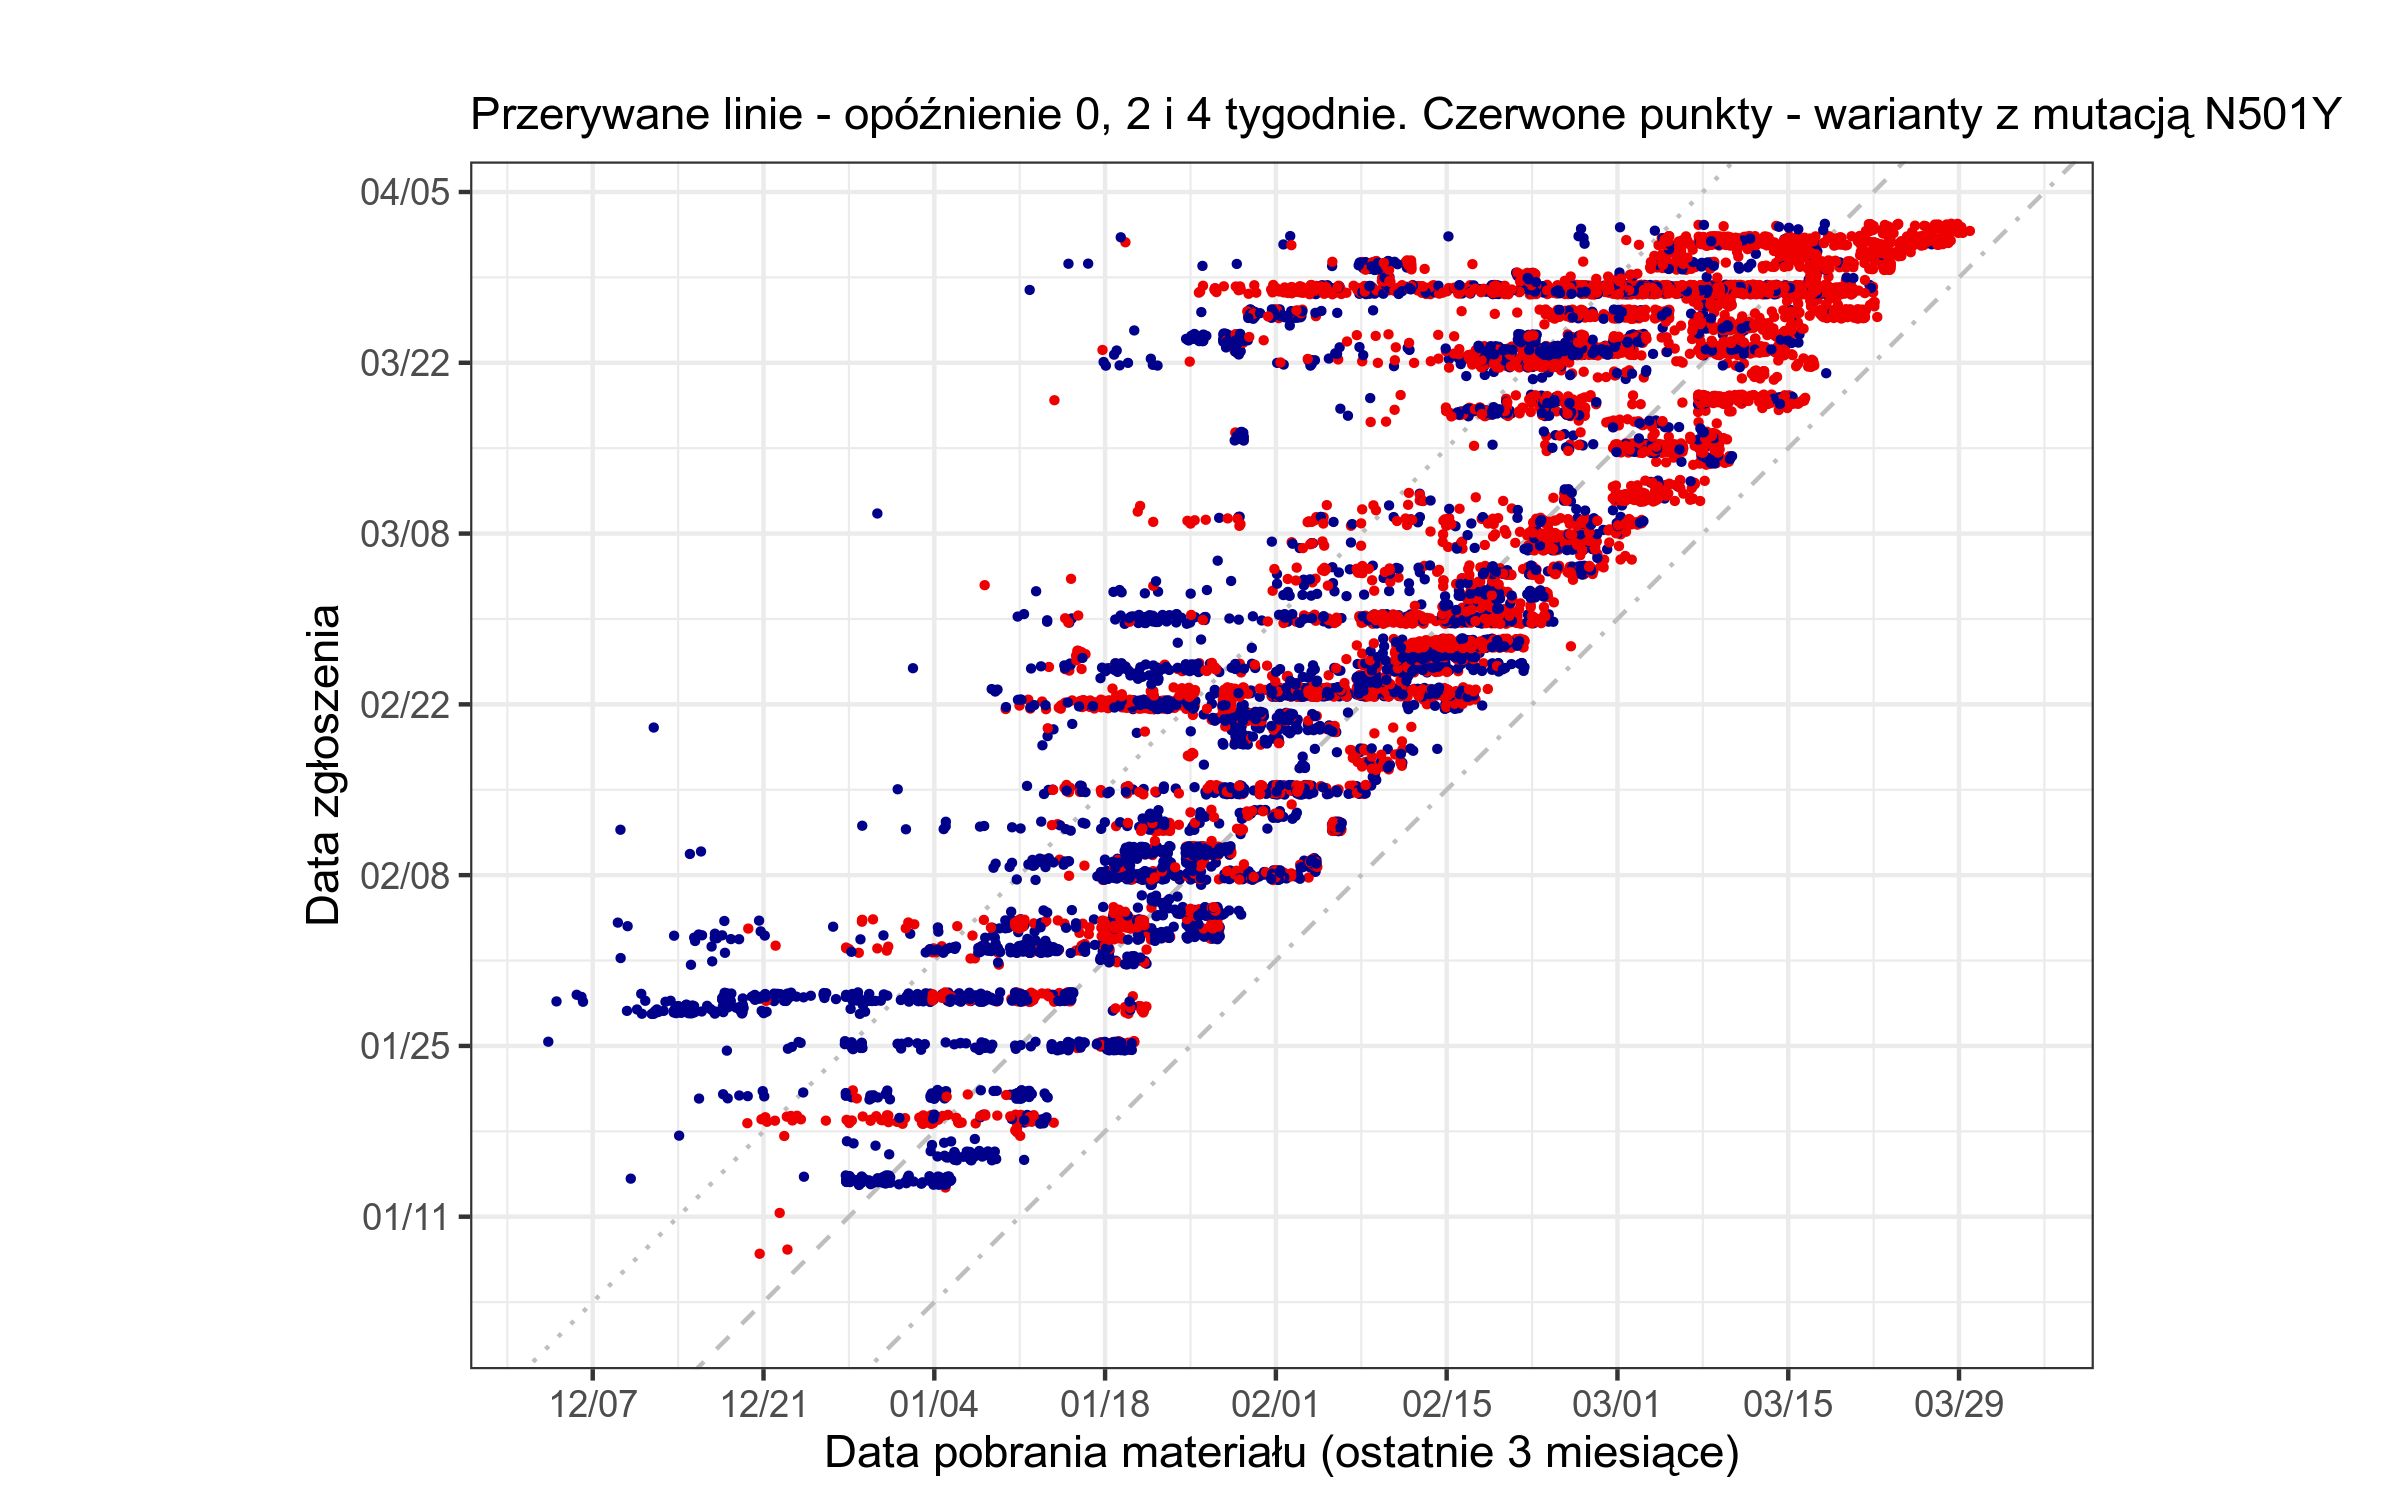 Przerywane linie - opóźnienie 0, 2 i 4 tygodnie. Czerwone punkty - warianty z mutacją N501Y
Data zgłoszenia
04/05
03/22
03/08
02/22
02/08
01/25
01/11
12/07 12/21 01/04 01/18 02/01 02/15 03/01 03/15 03/29
Data pobrania materiału (ostatnie 3 miesiące)